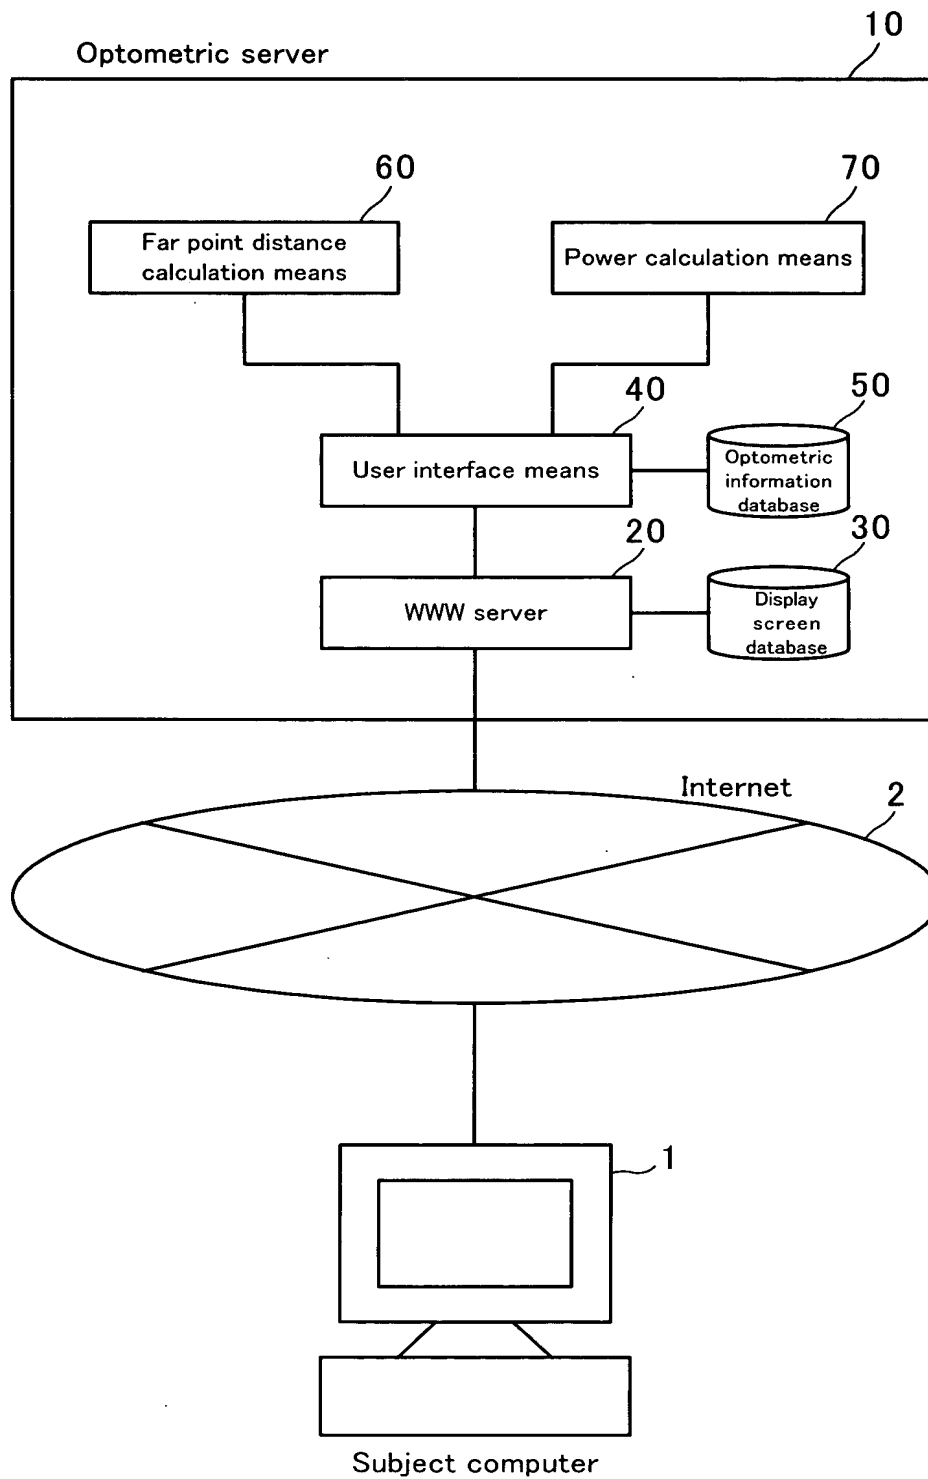 10
Optometric server
60
70
Far point distance
calculation means
Power calculation means
40
50
User interface means
Optometric
information
database
20
30
WWW server
Display
screen
database
Internet
2
1
Subject computer